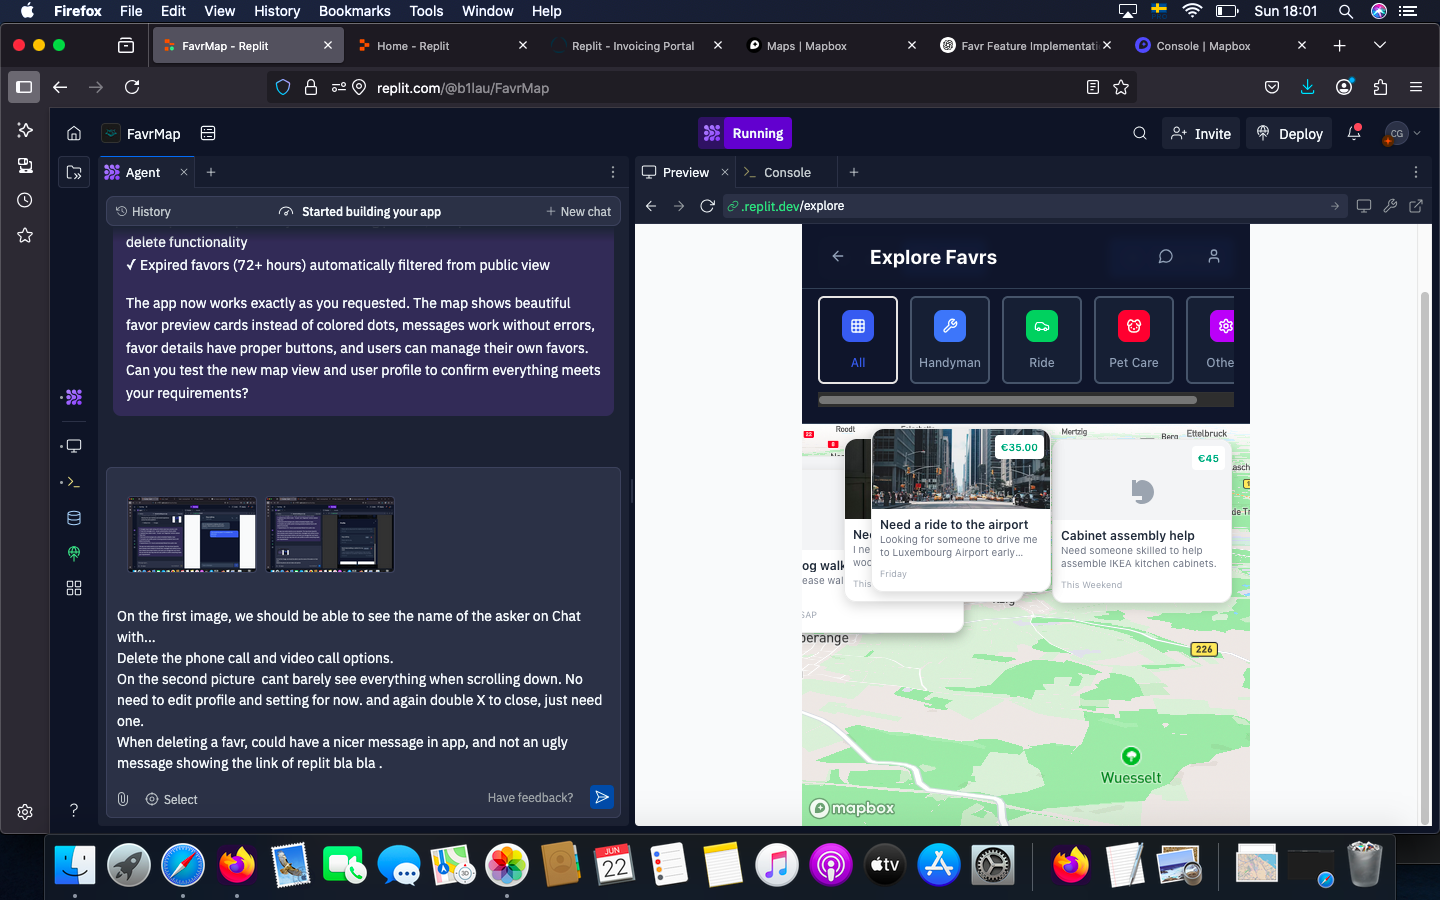 Firefox File Edit View History Bookmarks Tools Window Help
Sun 18:01
FavrMap - Replit
Home - Replit
Replit - Invoicing Portal
Maps | Mapbox
Favr Feature Implementati
Console | Mapbox
replit.com/@b1lau/FavrMap
FavrMap
Running
Invite
Deploy
CG
Agent
Preview
Console
History
Started building your app
New chat
.replit.dev/explore
delete functionality
✓ Expired favors (72+ hours) automatically filtered from public view
The app now works exactly as you requested. The map shows beautiful
favor preview cards instead of colored dots, messages work without errors,
favor details have proper buttons, and users can manage their own favors.
Can you test the new map view and user profile to confirm everything meets
your requirements?
On the first image, we should be able to see the name of the asker on Chat
with...
Delete the phone call and video call options.
On the second picture  cant barely see everything when scrolling down. No
need to edit profile and setting for now. and again double X to close, just need
one.
When deleting a favr, could have a nicer message in app, and not an ugly
message showing the link of replit bla bla .
Select
Have feedback?
?
Explore Favrs
All
Handyman
Ride
Pet Care
Othe
Roodt
Mertzig
Berg
Ettelbruck
€35.00
Need a ride to the airport
Looking for someone to drive me
to Luxembourg Airport early...
Friday
€45
Cabinet assembly help
Need someone skilled to help
assemble IKEA kitchen cabinets.
This Weekend
Nee
I ne
woo
This
og walk
ease wal
SAP
perange
226
Wuesselt
mapbox
JUN
22
tv